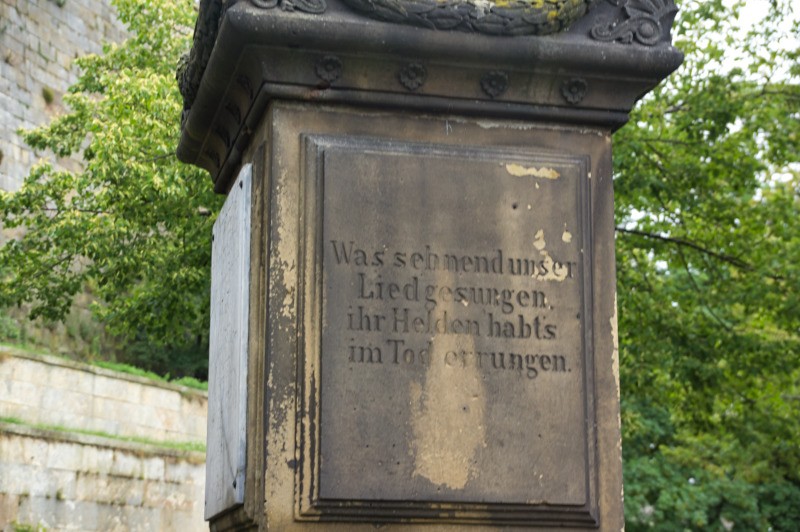 Was sehnend unser
Lied gesungen,
ihr Helden habt's
im Tod errungen.